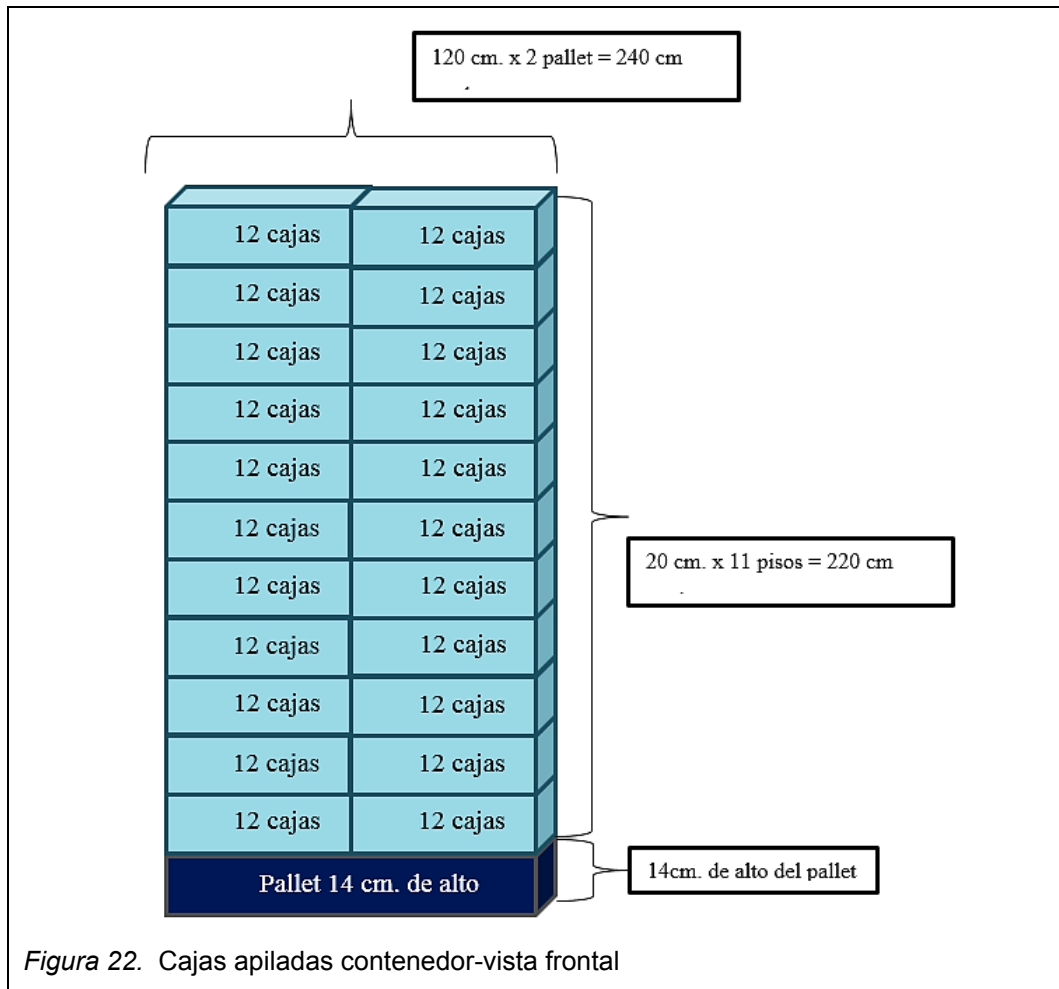 120 cm. x 2 pallet = 240 cm
12 cajas 12 cajas
12 cajas 12 cajas
12 cajas 12 cajas
12 cajas 12 cajas
12 cajas 12 cajas
12 cajas 12 cajas
12 cajas 12 cajas
12 cajas 12 cajas
12 cajas 12 cajas
12 cajas 12 cajas
12 cajas 12 cajas
20 cm. x 11 pisos = 220 cm
Pallet 14 cm. de alto
14cm. de alto del pallet
Figura 22. Cajas apiladas contenedor-vista frontal